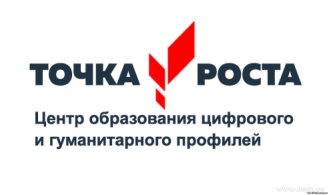 ТОЧКА РОСТА
Центр образования цифрового
и гуманитарного профилей